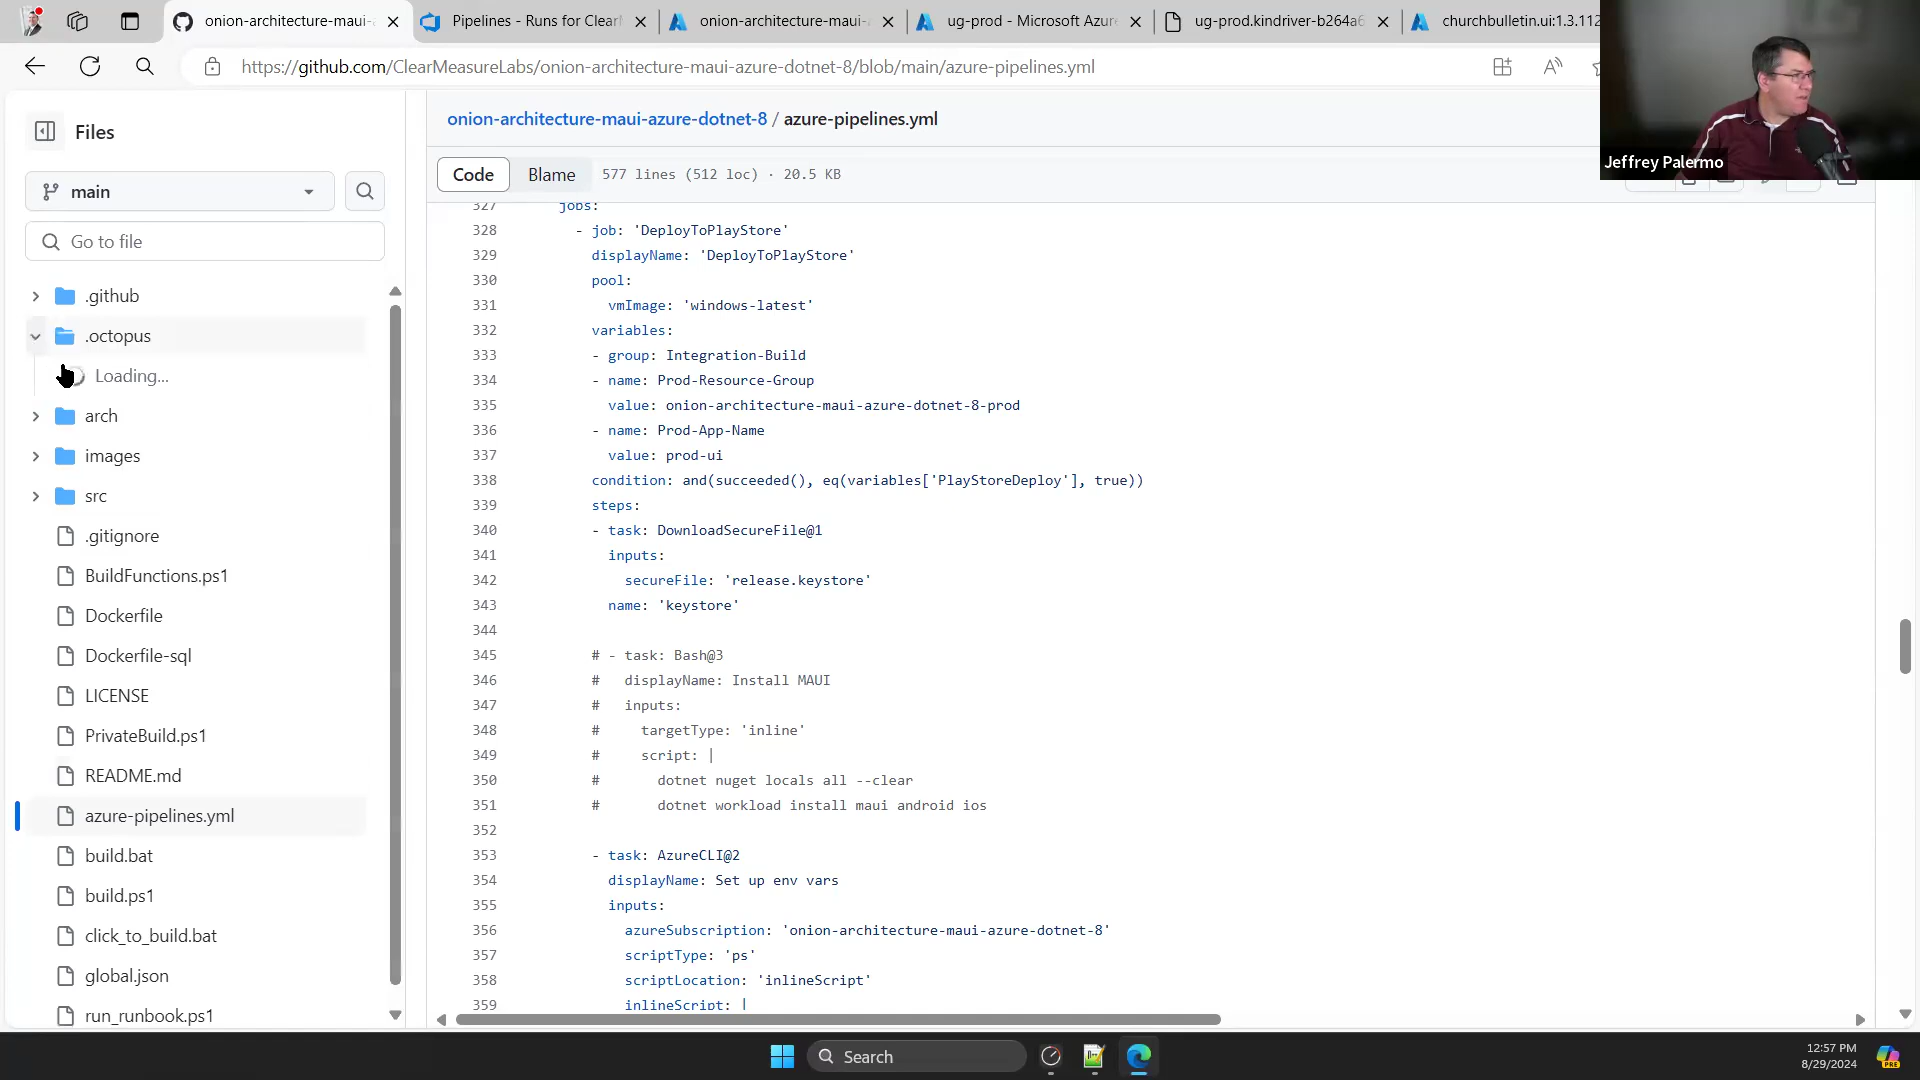 onion-architecture-maui-a
Pipelines - Runs for Clear
onion-architecture-maui-
ug-prod - Microsoft Azur
ug-prod.kindriver-b264a6
churchbulletin.ui:1.3.112
https://github.com/ClearMeasureLabs/onion-architecture-maui-azure-dotnet-8/blob/main/azure-pipelines.yml
Jeffrey Palermo
Files
main
Go to file
.github
.octopus
Loading...
arch
images
src
.gitignore
BuildFunctions.ps1
Dockerfile
Dockerfile-sql
LICENSE
PrivateBuild.ps1
README.md
azure-pipelines.yml
build.bat
build.ps1
click_to_build.bat
global.json
run_runbook.ps1
onion-architecture-maui-azure-dotnet-8 / azure-pipelines.yml
Code Blame 577 lines (512 loc) · 20.5 KB
327 jobs:
328 - job: 'DeployToPlayStore'
329 displayName: 'DeployToPlayStore'
330 pool:
331 vmImage: 'windows-latest'
332 variables:
333 - group: Integration-Build
334 - name: Prod-Resource-Group
335 value: onion-architecture-maui-azure-dotnet-8-prod
336 - name: Prod-App-Name
337 value: prod-ui
338 condition: and(succeeded(), eq(variables['PlayStoreDeploy'], true))
339 steps:
340 - task: DownloadSecureFile@1
341 inputs:
342 secureFile: 'release.keystore'
343 name: 'keystore'
344
345 # - task: Bash@3
346 # displayName: Install MAUI
347 # inputs:
348 # targetType: 'inline'
349 # script: |
350 # dotnet nuget locals all --clear
351 # dotnet workload install maui android ios
352
353 - task: AzureCLI@2
354 displayName: Set up env vars
355 inputs:
356 azureSubscription: 'onion-architecture-maui-azure-dotnet-8'
357 scriptType: 'ps'
358 scriptLocation: 'inlineScript'
359 inlineScript: |
Search
12:57 PM
8/29/2024
PRE